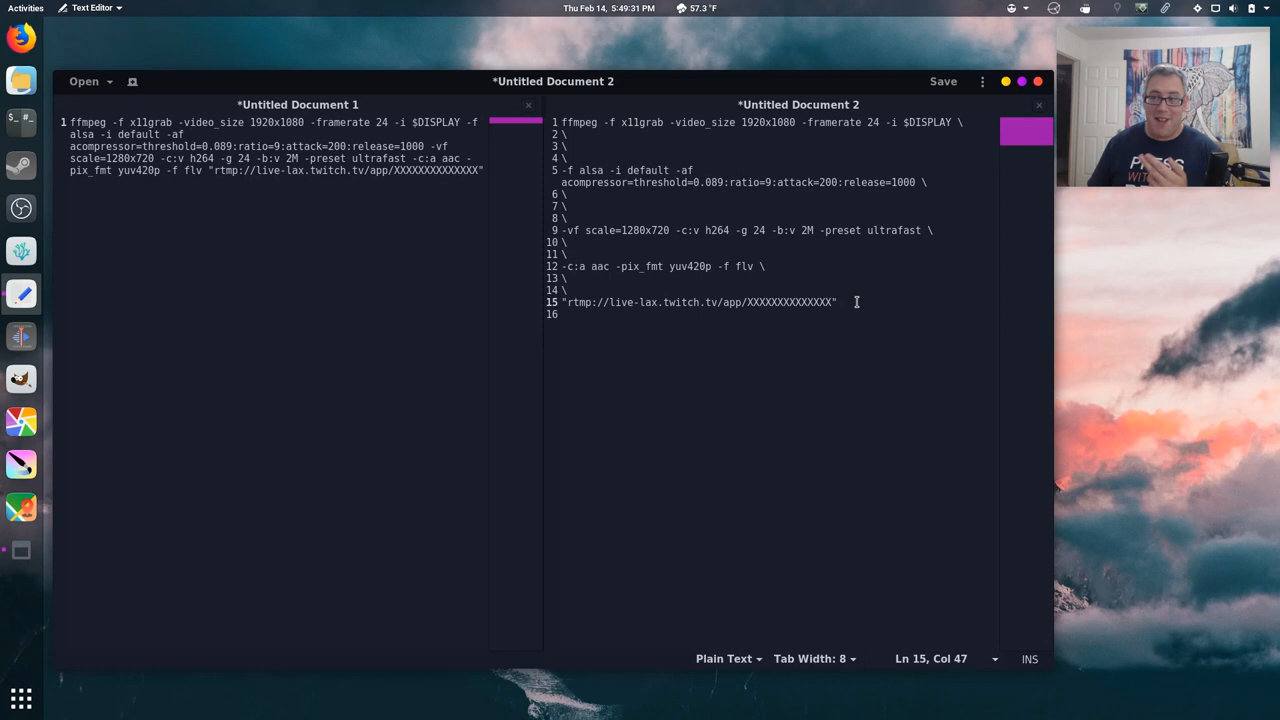 Activities
Text Editor
Thu Feb 14, 5:49:31 PM
57.3 °F
Open
*Untitled Document 2
Save
*Untitled Document 1
*Untitled Document 2
1 ffmpeg -f x11grab -video_size 1920x1080 -framerate 24 -i $DISPLAY -f
alsa -i default -af
acompressor=threshold=0.089:ratio=9:attack=200:release=1000 -vf
scale=1280x720 -c:v h264 -g 24 -b:v 2M -preset ultrafast -c:a aac -
pix_fmt yuv420p -f flv "rtmp://live-lax.twitch.tv/app/XXXXXXXXXXXXXX"
1 ffmpeg -f x11grab -video_size 1920x1080 -framerate 24 -i $DISPLAY \
2 \
3 \
4 \
5 -f alsa -i default -af
acompressor=threshold=0.089:ratio=9:attack=200:release=1000 \
6 \
7 \
8 \
9 -vf scale=1280x720 -c:v h264 -g 24 -b:v 2M -preset ultrafast \
10 \
11 \
12 -c:a aac -pix_fmt yuv420p -f flv \
13 \
14 \
15 "rtmp://live-lax.twitch.tv/app/XXXXXXXXXXXXXX"
16
Plain Text
Tab Width: 8
Ln 15, Col 47
INS